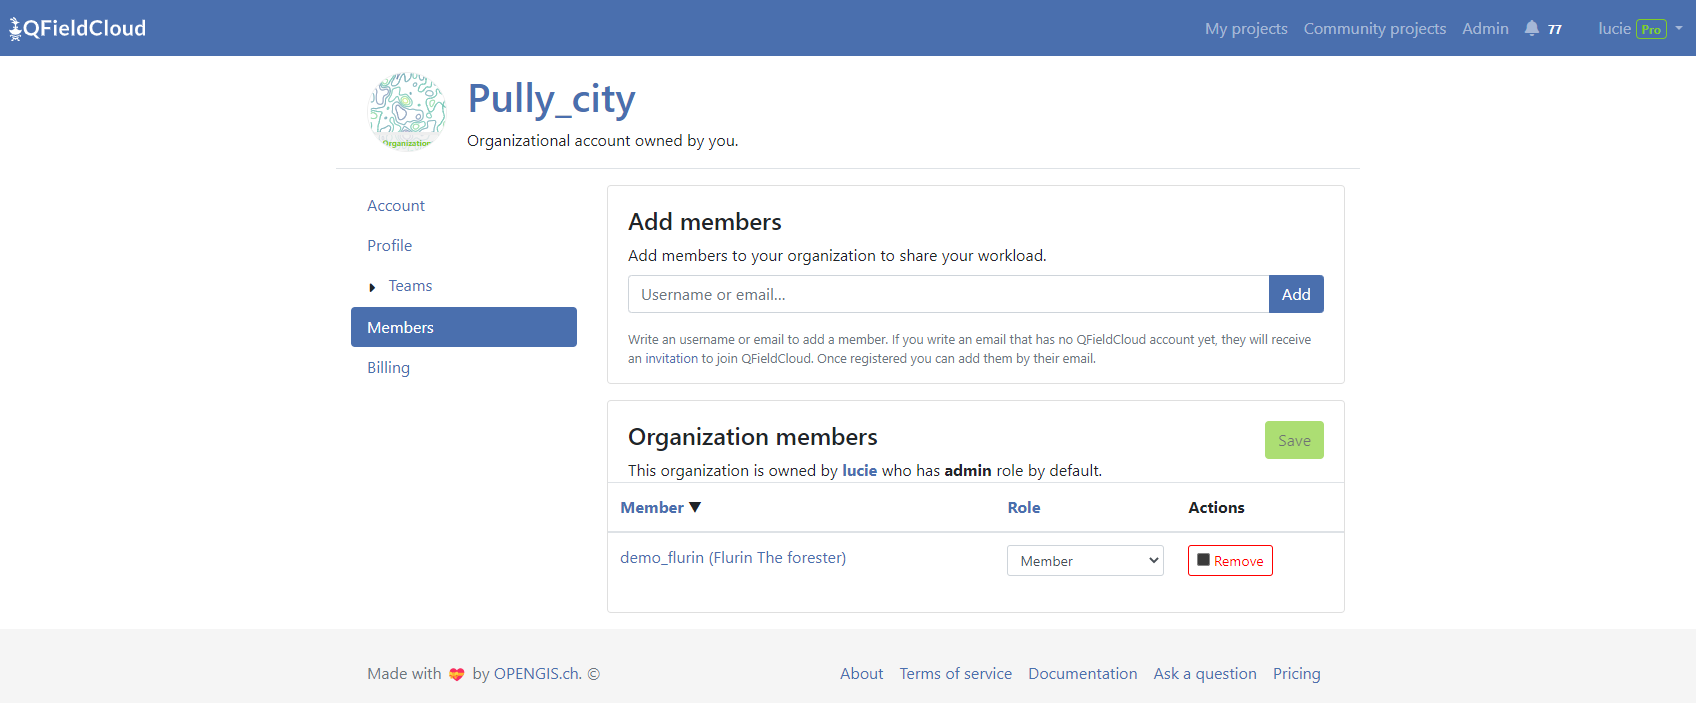 QFieldCloud
My projects Community projects Admin 77 lucie Pro
Organization
Pully_city
Organizational account owned by you.
Account
Profile
Teams
Members
Billing
Add members
Add members to your organization to share your workload.
Username or email...
Add
Write an username or email to add a member. If you write an email that has no QFieldCloud account yet, they will receive
an invitation to join QFieldCloud. Once registered you can add them by their email.
Organization members
Save
This organization is owned by lucie who has admin role by default.
Member ▼ Role Actions
demo_flurin (Flurin The forester) Member Remove
Made with 💝 by OPENGIS.ch. © About Terms of service Documentation Ask a question Pricing